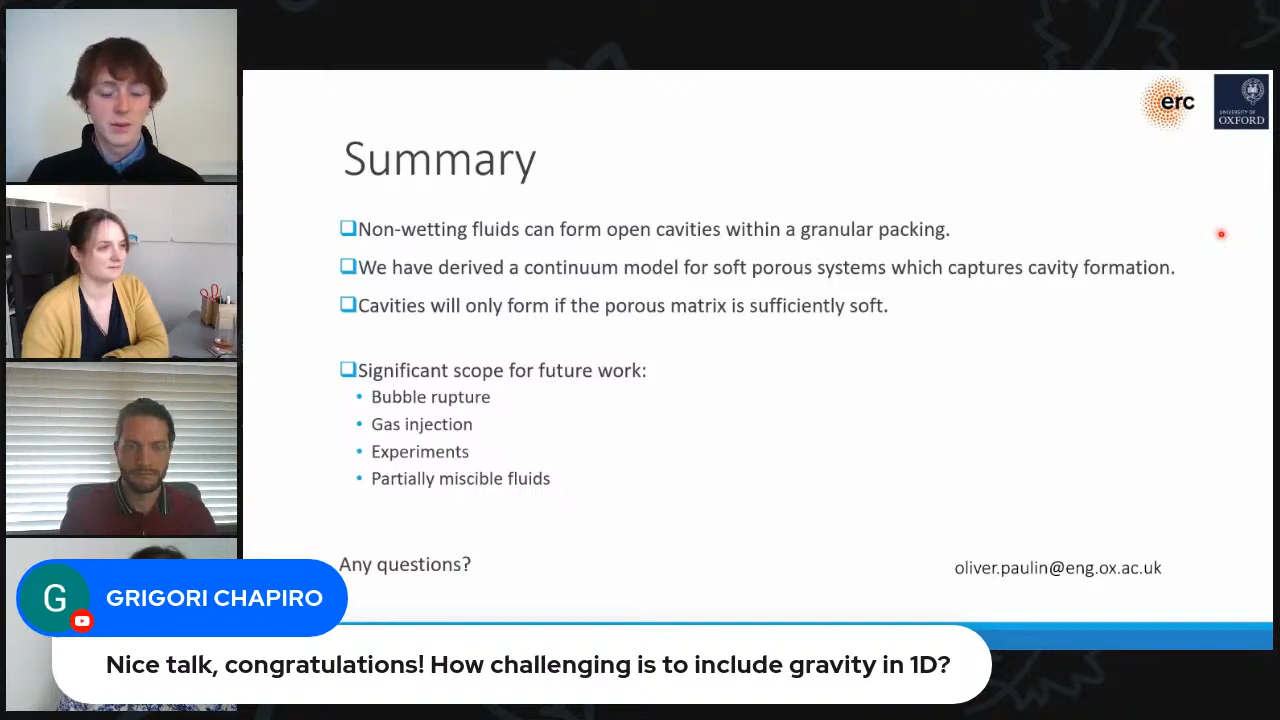 erc
UNIVERSITY OF
OXFORD
Summary
Non-wetting fluids can form open cavities within a granular packing.
We have derived a continuum model for soft porous systems which captures cavity formation.
Cavities will only form if the porous matrix is sufficiently soft.
Significant scope for future work:
• Bubble rupture
• Gas injection
• Experiments
• Partially miscible fluids
Any questions?
oliver.paulin@eng.ox.ac.uk
G
GRIGORI CHAPIRO
Nice talk, congratulations! How challenging is to include gravity in 1D?